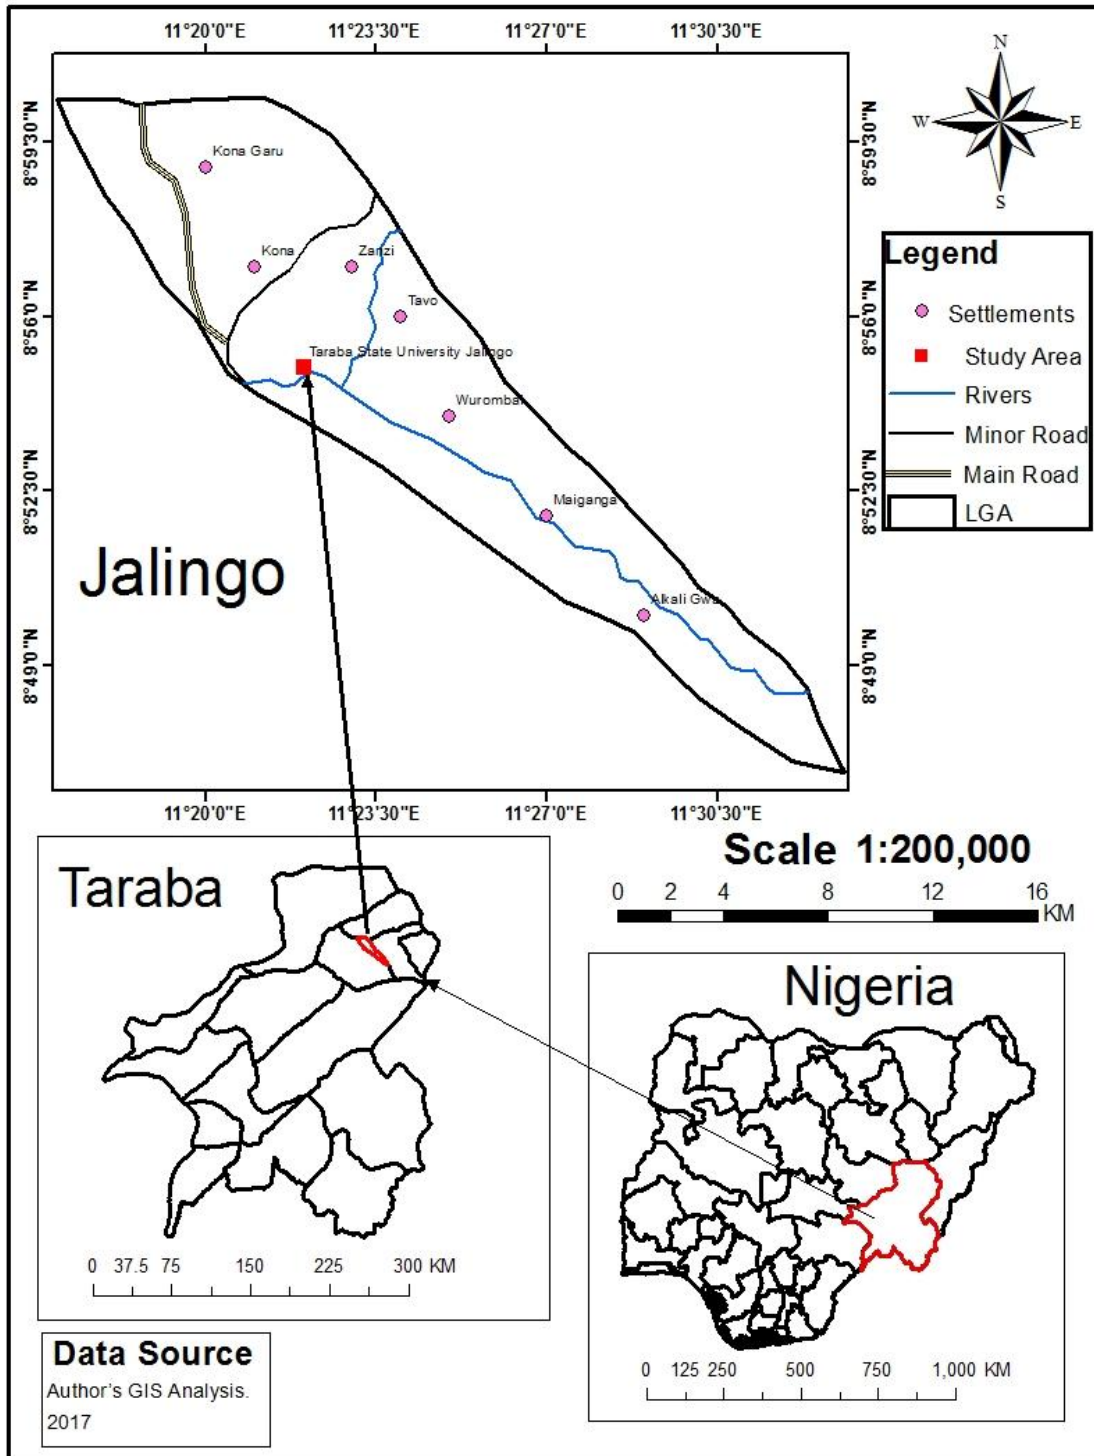 11°20'0"E 11°23'30"E 11°27'0"E 11°30'30"E
N
W E
S
8°59'30"N 8°59'30"N
Kona Garu
Kona
Zanzi
8°56'0"N 8°56'0"N
Tavo
Taraba State University Jalingo
Wurombai
8°52'30"N 8°52'30"N
Maiganga
Alkali Gwa
8°49'0"N 8°49'0"N
Jalingo
11°20'0"E 11°23'30"E 11°27'0"E 11°30'30"E
Legend
Settlements
Study Area
Rivers
Minor Road
Main Road
LGA
Scale 1:200,000
0 2 4 8 12 16
KM
Taraba
0 37.5 75 150 225 300 KM
Nigeria
0 125 250 500 750 1,000 KM
Data Source
Author's GIS Analysis.
2017